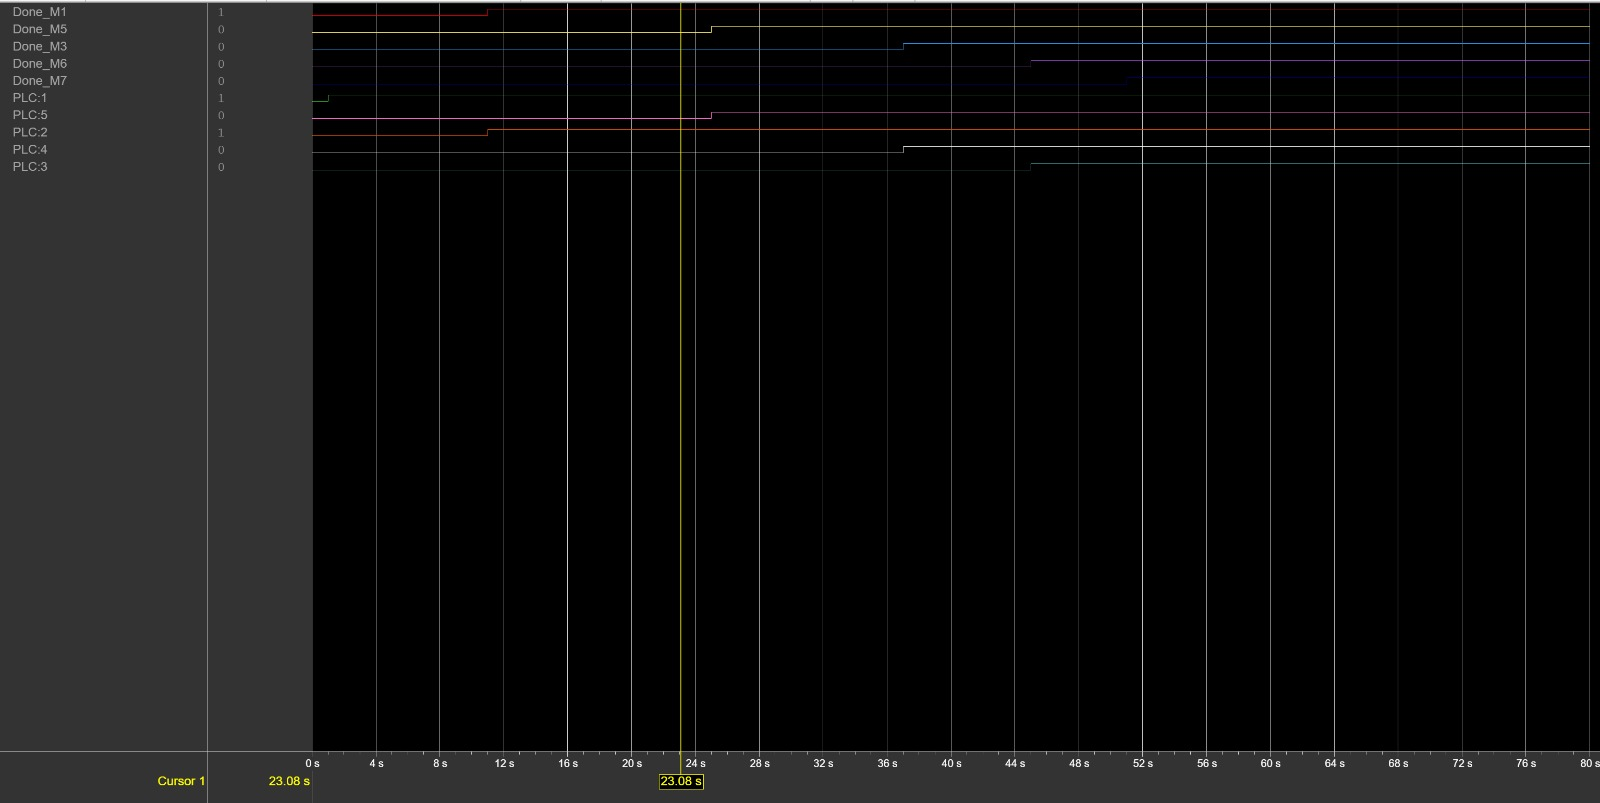 Done_M1 1
Done_M5 0
Done_M3 0
Done_M6 0
Done_M7 0
PLC:1 1
PLC:5 0
PLC:2 1
PLC:4 0
PLC:3 0
0 s 4 s 8 s 12 s 16 s 20 s 24 s 28 s 32 s 36 s 40 s 44 s 48 s 52 s 56 s 60 s 64 s 68 s 72 s 76 s 80 s
Cursor 1 23.08 s 23.08 s